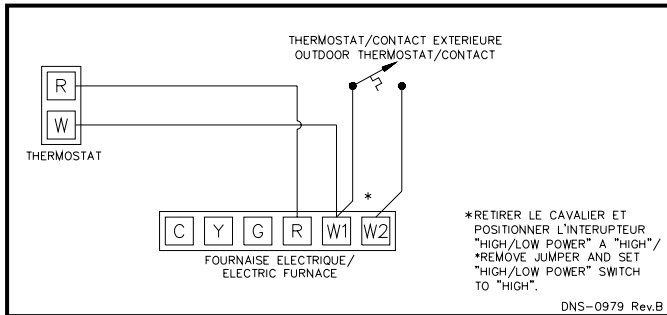 THERMOSTAT/CONTACT EXTERIEURE
OUTDOOR THERMOSTAT/CONTACT
R
W
THERMOSTAT
*
C Y G R W1 W2
FOURNAISE ELECTRIQUE/
ELECTRIC FURNACE
*RETIRER LE CAVALIER ET
POSITIONNER L'INTERUPTEUR
"HIGH/LOW POWER" A "HIGH"/
*REMOVE JUMPER AND SET
"HIGH/LOW POWER" SWITCH
TO "HIGH".
DNS-0979 Rev.B